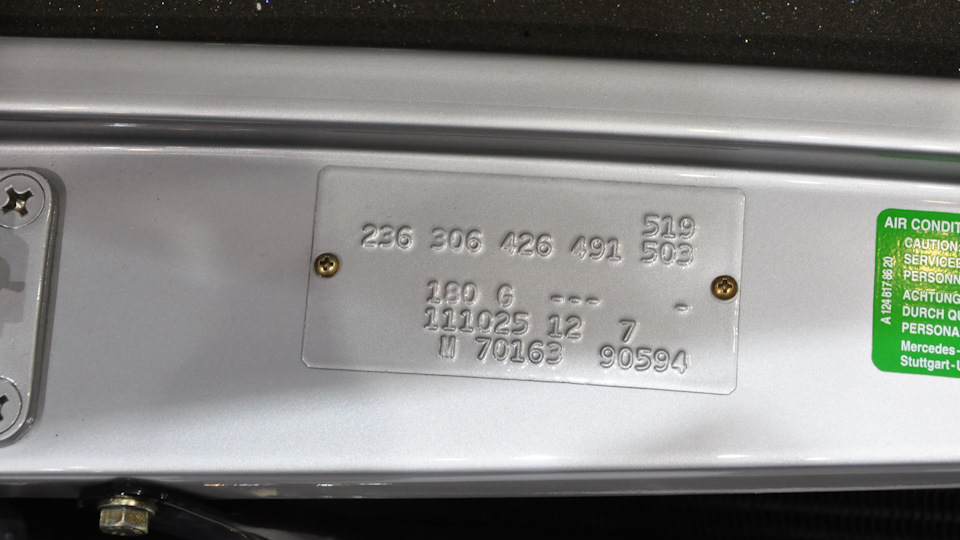 519
236 306 426 491 503
180 G --- -
111025 12 7
M 70163 90594
AIR CONDIT
CAUTION:
SERVICE
PERSONN
ACHTUNG
DURCH QU
PERSONA
Mercedes-
Stuttgart-U
A 124 817 86 20